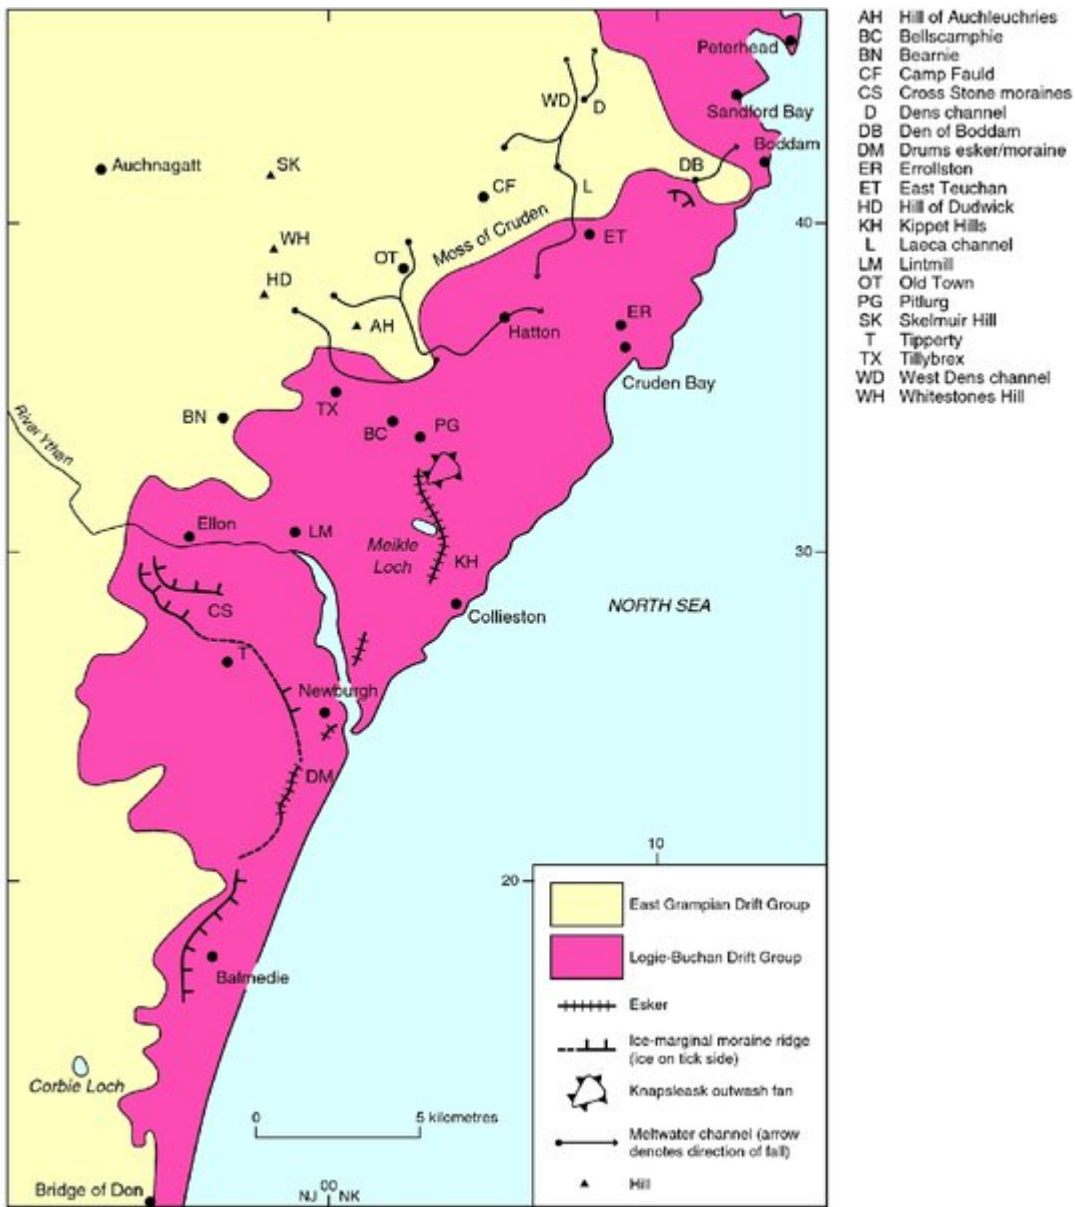 Peterhead
WD
D
Sandford Bay
Boddam
Auchnagatt
SK
DB
CF
L
40
Moss of Cruden
WH
ET
OT
HD
AH
Hatton
ER
Cruden Bay
TX
BN
BC
PG
River Ythan
Ellon
LM
Meikle
Loch
KH
30
CS
NORTH SEA
Collieston
T
Newburgh
DM
10
20
Balmedie
Corbie Loch
Bridge of Don
00
NJ NK
0 5 kilometres
East Grampian Drift Group
Logie-Buchan Drift Group
Esker
Ice-marginal moraine ridge
(ice on tick side)
Knapsleask outwash fan
Meltwater channel (arrow
denotes direction of fall)
Hill
AH Hill of Auchleuchries
BC Bellscamphie
BN Bearnie
CF Camp Fauld
CS Cross Stone moraines
D Dens channel
DB Den of Boddam
DM Drums esker/moraine
ER Errollston
ET East Teuchan
HD Hill of Dudwick
KH Kippet Hills
L Laeca channel
LM Lintmill
OT Old Town
PG Pitlurg
SK Skelmuir Hill
T Tipperty
TX Tillybrex
WD West Dens channel
WH Whitestones Hill